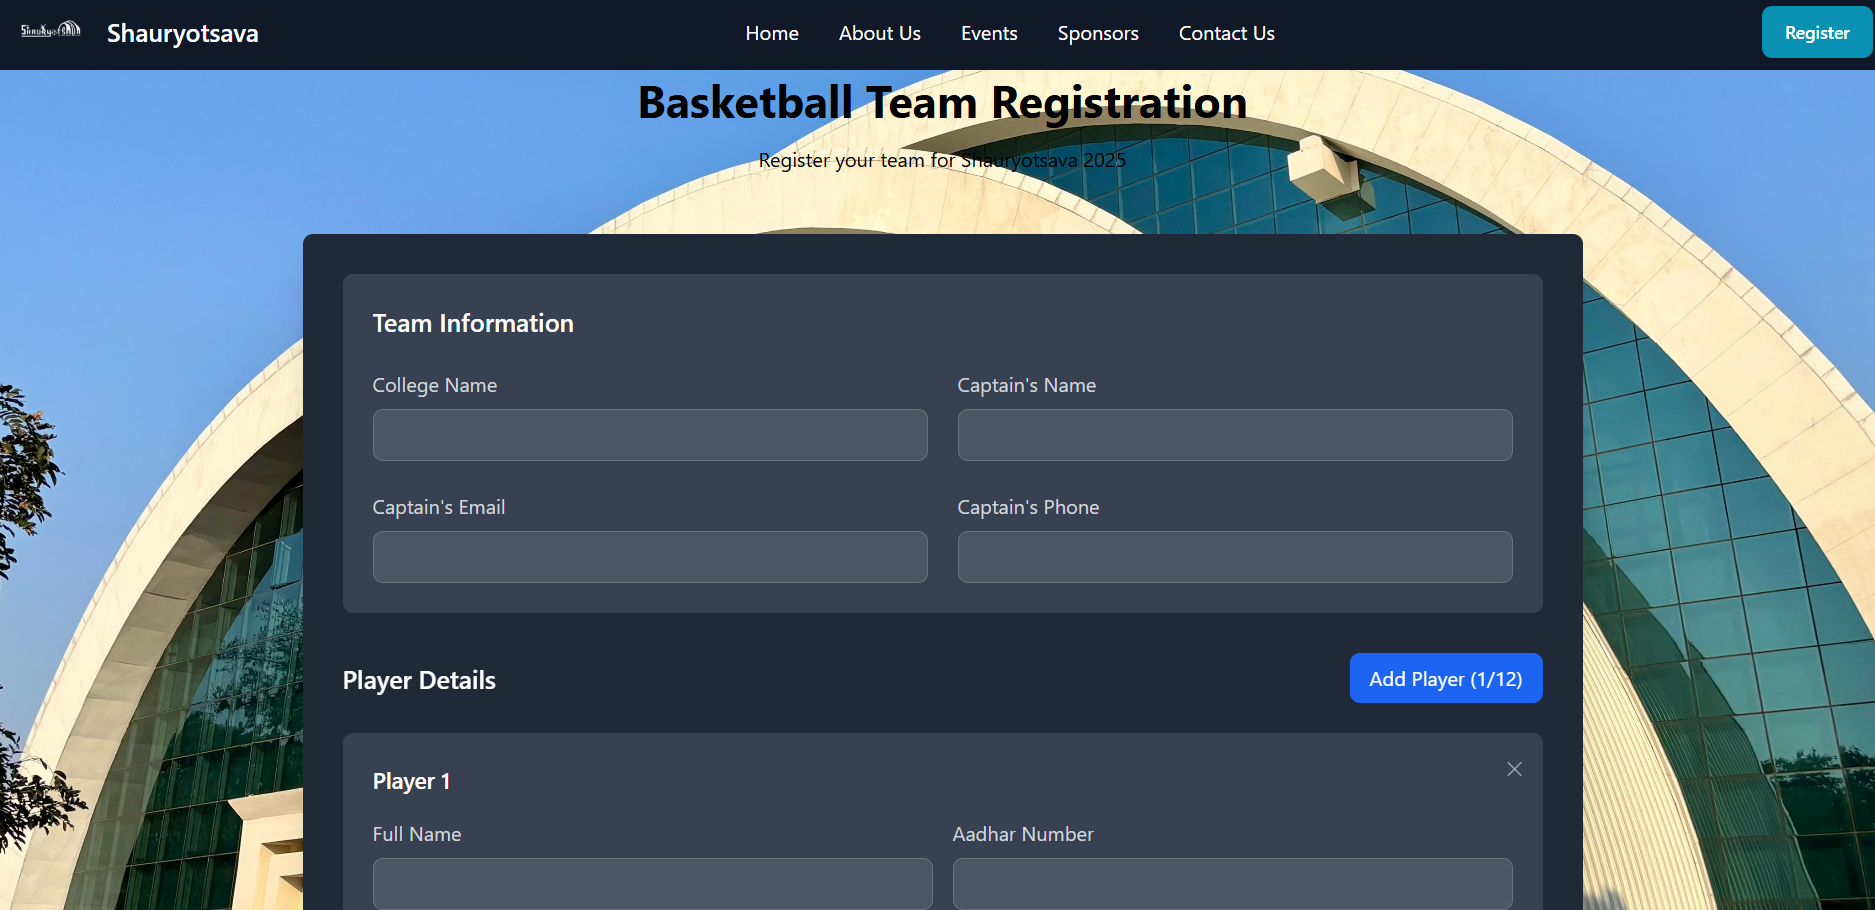 Shauryotsava
Shauryotsava
Home
About Us
Events
Sponsors
Contact Us
Register
Basketball Team Registration
Register your team for Shauryotsava 2025
Team Information
College Name
Captain's Name
Captain's Email
Captain's Phone
Player Details
Add Player (1/12)
Player 1
Full Name
Aadhar Number